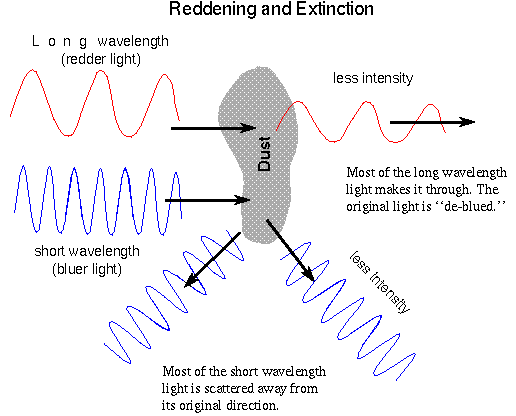 Reddening and Extinction
L o n g wavelength
(redder light)
less intensity
Dust
Most of the long wavelength
light makes it through. The
original light is ‘‘de-blued.’’
short wavelength
(bluer light)
less intensity
Most of the short wavelength
light is scattered away from
its original direction.